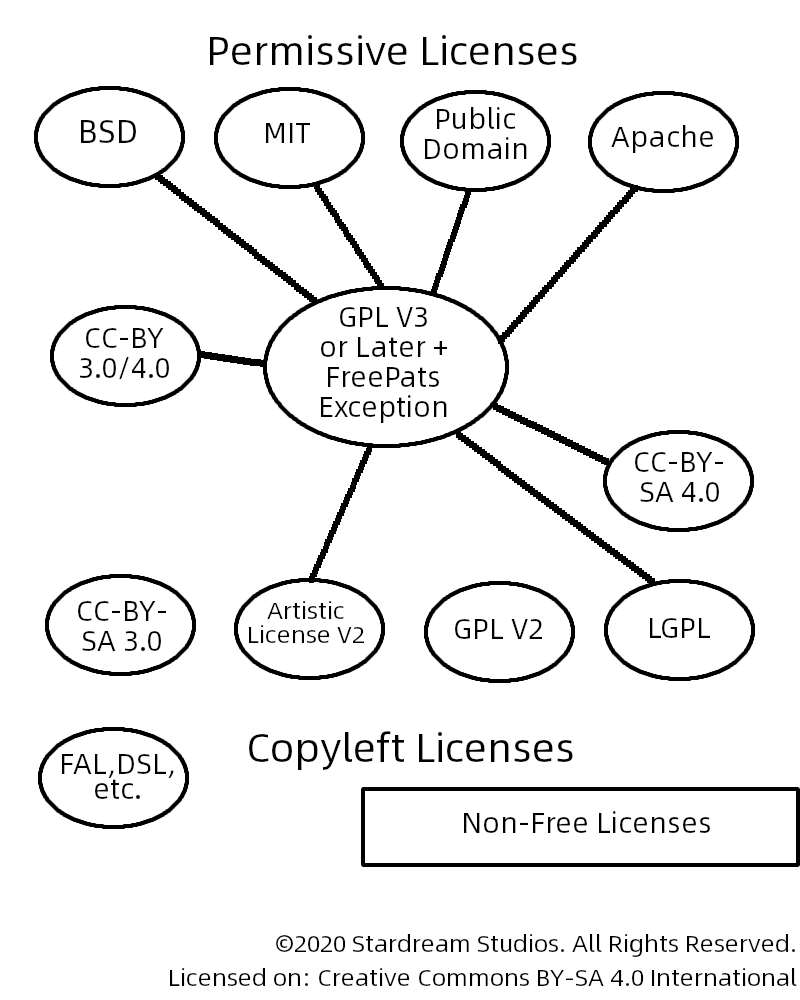 Permissive Licenses
BSD
MIT
Public
Domain
Apache
CC-BY
3.0/4.0
GPL V3
or Later +
FreePats
Exception
CC-BY-
SA 4.0
CC-BY-
SA 3.0
Artistic
License V2
GPL V2
LGPL
FAL,DSL,
etc.
Copyleft Licenses
Non-Free Licenses
©2020 Stardream Studios. All Rights Reserved.
Licensed on: Creative Commons BY-SA 4.0 International